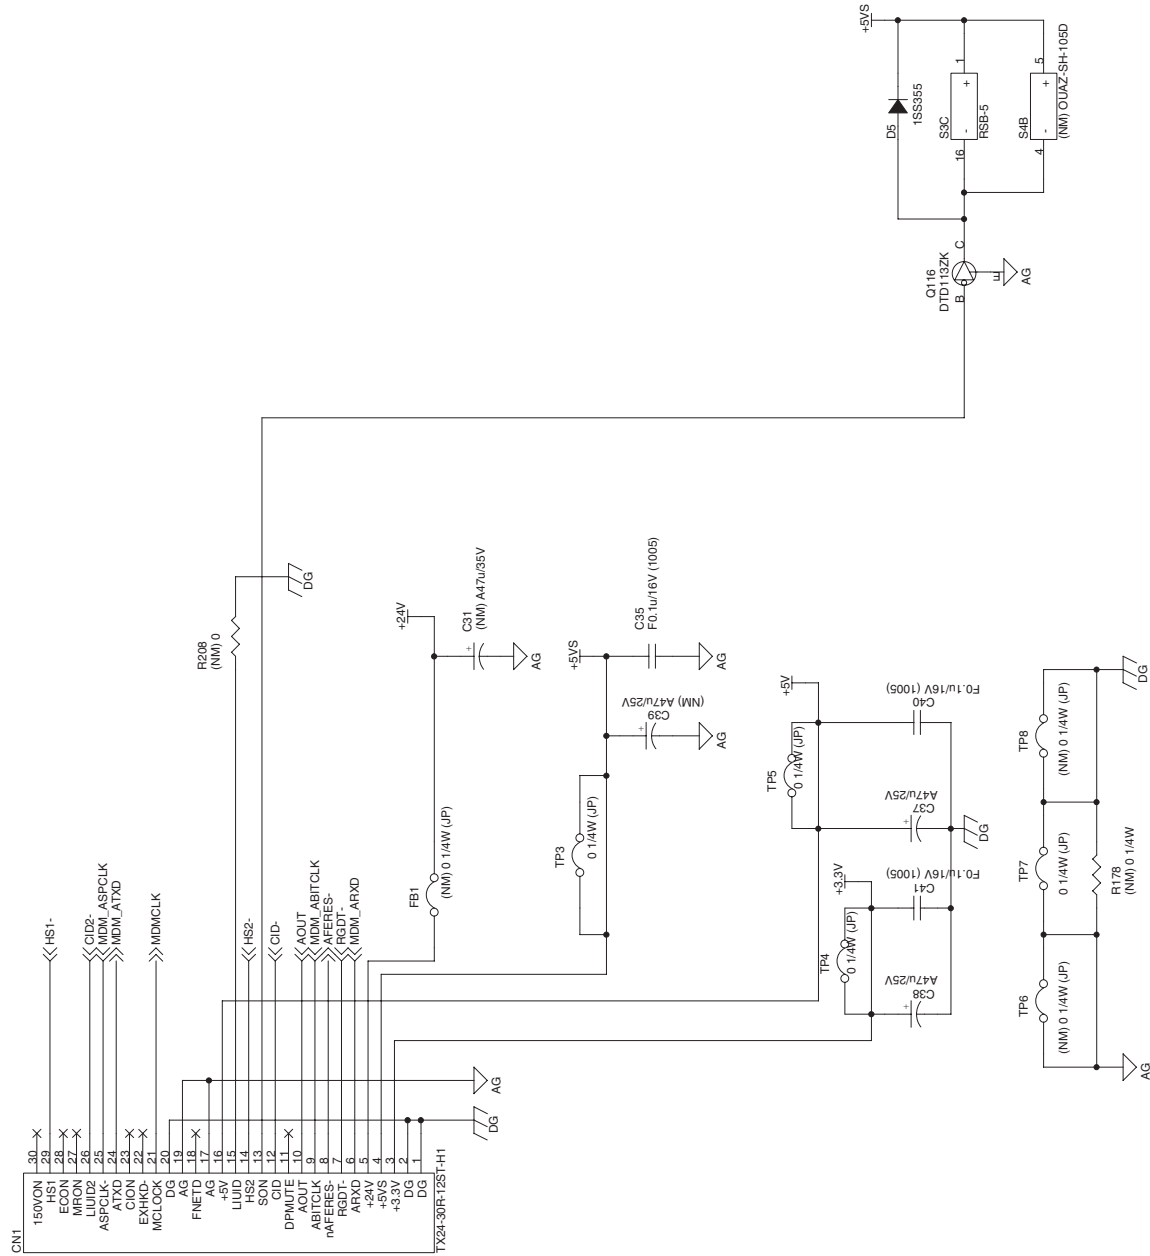 CN1
150VON 30
HS1 29
ECON 28
MRON 27
LIUID2 26
ASPCLK- 25
ATXD 24
CION 23
EXHKD- 22
MCLOCK 21
DG 20
AG 19
FNETD 18
AG 17
+5V 16
LIUID 15
HS2 14
SON 13
CID 12
DPMUTE 11
AOUT 10
ABITCLK 9
nAFERES- 8
RGDT- 7
ARXD 6
+24V 5
+5VS 4
+3.3V 3
DG 2
DG 1
TX24-30R-12ST-H1
HS1-
CID2-
MDM_ASPCLK
MDM_ATXD
MDMCLK
HS2-
CID-
AOUT
MDM_ABITCLK
AFERES-
RGDT-
MDM_ARXD
DG
AG
R208
(NM) 0
DG
FB1
(NM) 0 1/4W (JP)
+24V
+
C31
(NM) A47u/35V
AG
TP3
0 1/4W (JP)
+5VS
+
C39
(NM) A47u/25V
AG
C35
F0.1u/16V (1005)
AG
TP4
0 1/4W (JP)
+3.3V
+
C38
A47u/25V
C41
F0.1u/16V (1005)
TP5
0 1/4W (JP)
+5V
+
C37
A47u/25V
C40
F0.1u/16V (1005)
DG
AG
TP6
(NM) 0 1/4W (JP)
TP7
0 1/4W (JP)
TP8
(NM) 0 1/4W (JP)
R178
(NM) 0 1/4W
DG
Q116
DTD113ZK
B
C
E
AG
D5
1SS355
+5VS
S3C
16
-
+
1
RSB-5
S4B
4
-
+
5
(NM) OUAZ-SH-105D